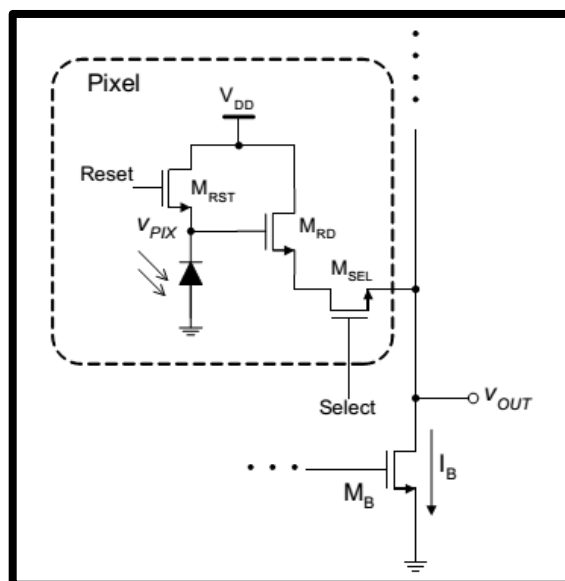 Pixel
VDD
Reset
MRST
vPIX
MRD
MSEL
Select
vOUT
MB
IB